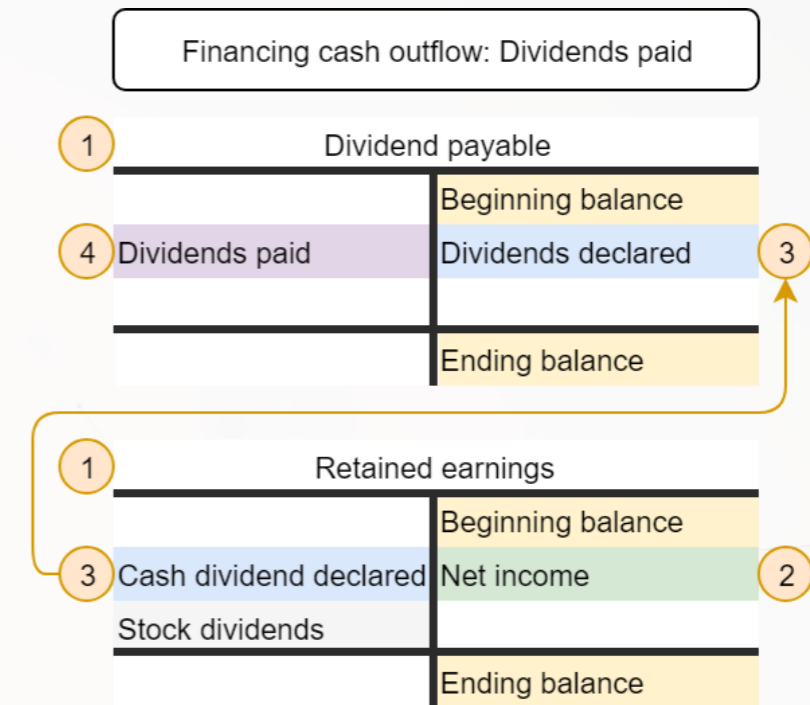 Financing cash outflow: Dividends paid
1 Dividend payable
Beginning balance
4 Dividends paid Dividends declared 3
Ending balance
1 Retained earnings
Beginning balance
3 Cash dividend declared Net income 2
Stock dividends
Ending balance